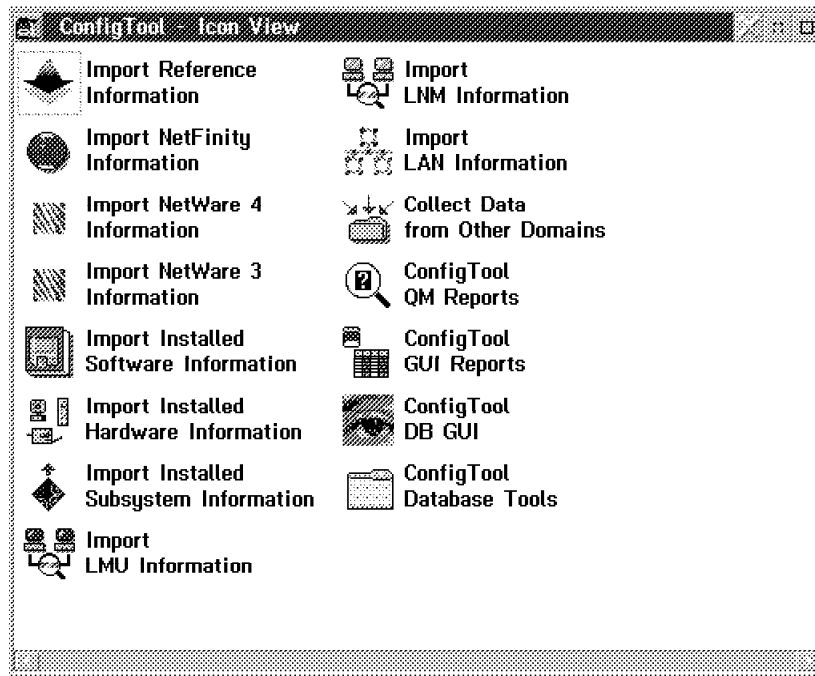 ConfigTool - Icon View
Import Reference
Information
Import NetFinity
Information
Import NetWare 4
Information
Import NetWare 3
Information
Import Installed
Software Information
Import Installed
Hardware Information
Import Installed
Subsystem Information
Import
LMU Information
Import
LNM Information
Import
LAN Information
Collect Data
from Other Domains
ConfigTool
QM Reports
ConfigTool
GUI Reports
ConfigTool
DB GUI
ConfigTool
Database Tools